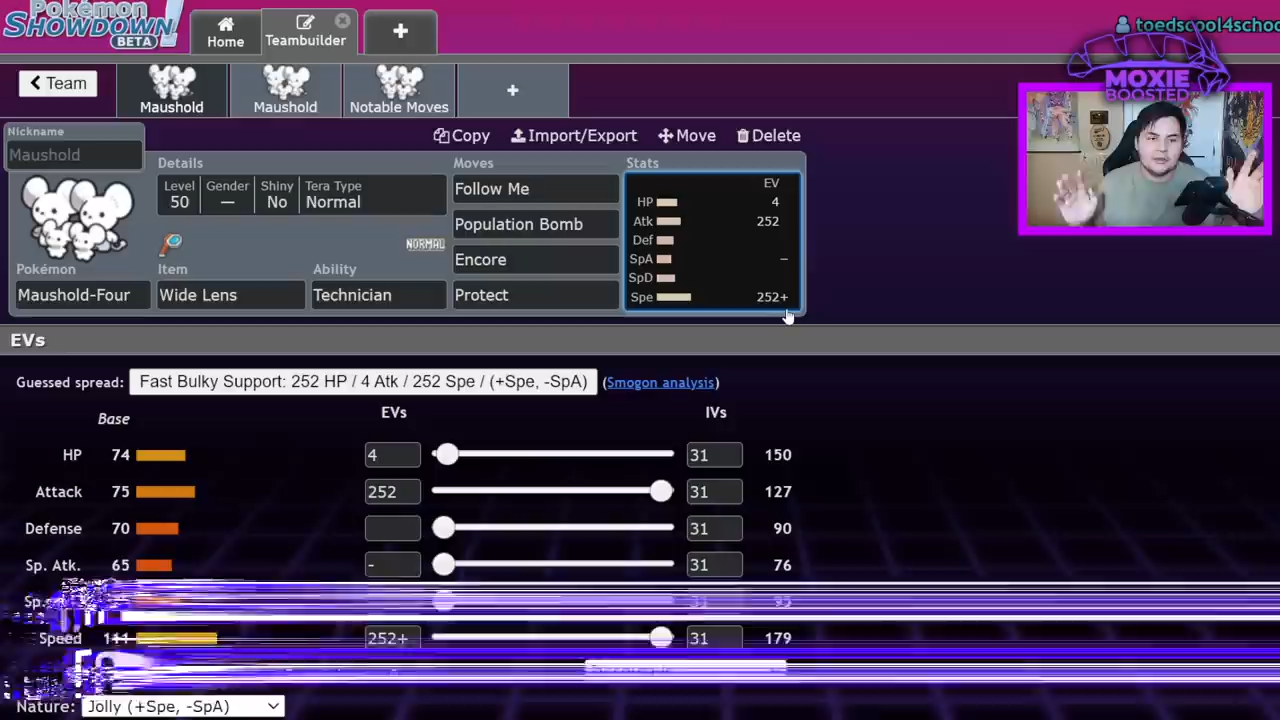 Pokémon
SHOWDOWN!
BETA
Home
Teambuilder
toedscool4schoo
Team
Maushold
Maushold
Notable Moves
MOXIE
BOOSTED
Nickname
Maushold
Copy
Import/Export
Move
Delete
Details
Moves
Stats
Level
Gender
Shiny
Tera Type
50
—
No
Normal
NORMAL
Pokémon
Item
Ability
Maushold-Four
Wide Lens
Technician
Follow Me
Population Bomb
Encore
Protect
EV
HP 4
Atk 252
Def
SpA –
SpD
Spe 252+
EVs
Guessed spread: Fast Bulky Support: 252 HP / 4 Atk / 252 Spe / (+Spe, -SpA) (Smogon analysis)
Base EVs IVs
HP 74 4 31 150
Attack 75 252 31 127
Defense 70 31 90
Sp. Atk. 65 - 31 76
Speed 111 252+ 31 179
Nature: Jolly (+Spe, -SpA)